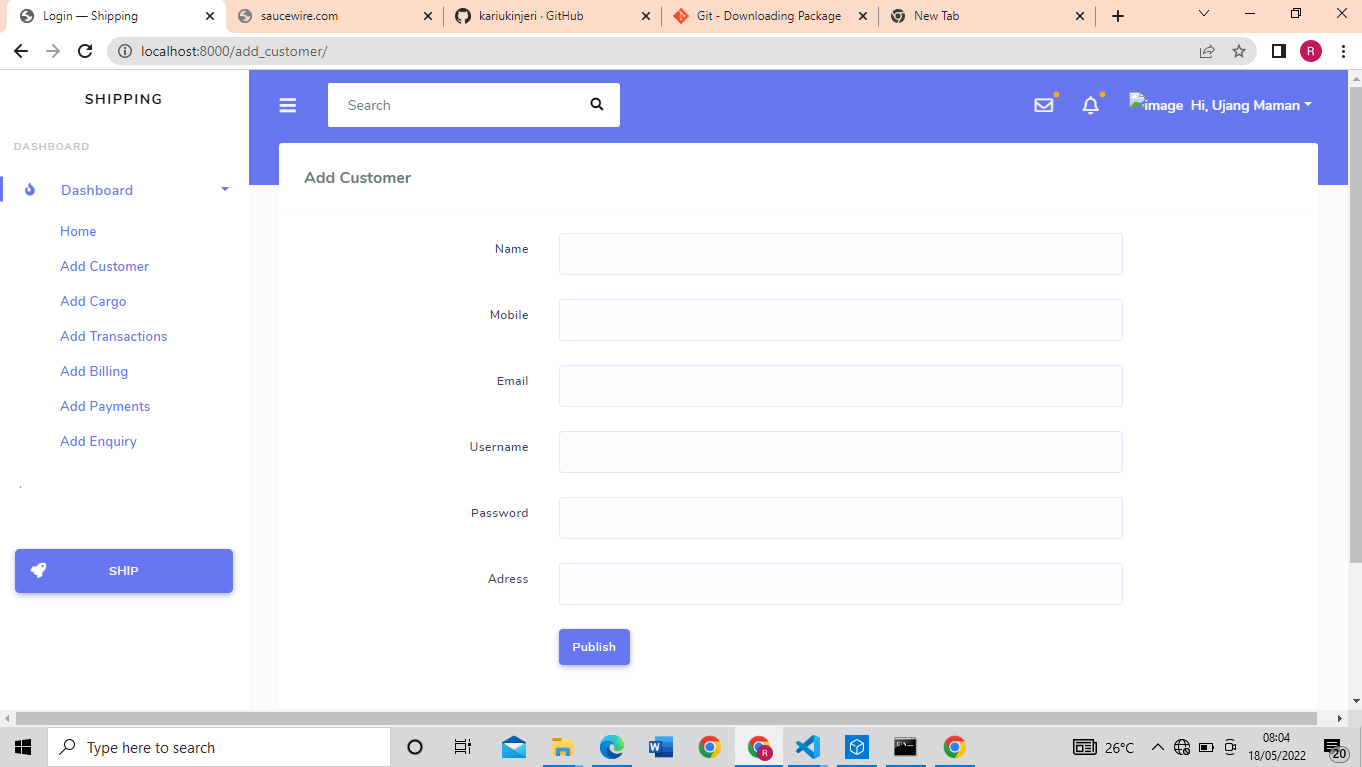 Login — Shipping
saucewire.com
kariukinjeri · GitHub
Git - Downloading Package
New Tab
localhost:8000/add_customer/
R
SHIPPING
Search
image Hi, Ujang Maman
DASHBOARD
Dashboard
Home
Add Customer
Add Cargo
Add Transactions
Add Billing
Add Payments
Add Enquiry
.
SHIP
Add Customer
Name
Mobile
Email
Username
Password
Adress
Publish
Type here to search
R
26°C
08:04
18/05/2022
20